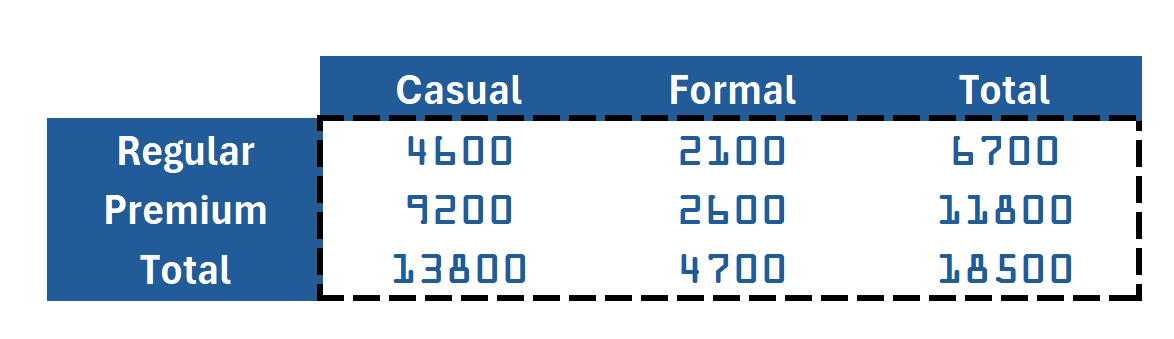 Casual Formal Total
Regular 4600 2100 6700
Premium 9200 2600 11800
Total 13800 4700 18500